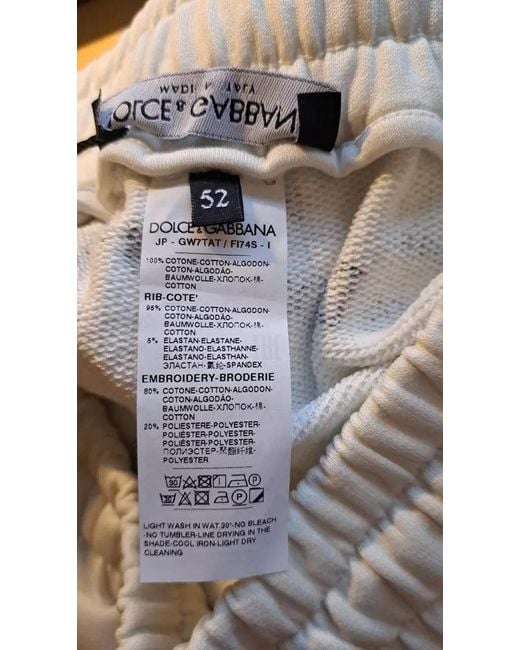 MADE IN ITALY
DOLCE & GABBANA
52
DOLCE & GABBANA
JP - GW7TAT / FI74S - I
100% COTONE-COTTON-ALGODON-
COTON-ALGODÃO-
BAUMWOLLE-ХЛОПОК-棉-
COTTON
RIB-COTE'
95% COTONE-COTTON-ALGODON-
COTON-ALGODÃO-
BAUMWOLLE-ХЛОПОК-棉-
COTTON
5% ELASTAN-ELASTANE-
ELASTANO-ELASTHANNE-
ELASTANO-ELASTHAN-
ЭЛАСТАН-氨纶-SPANDEX
EMBROIDERY-BRODERIE
80% COTONE-COTTON-ALGODON-
COTON-ALGODÃO-
BAUMWOLLE-ХЛОПОК-棉-
COTTON
20% POLIESTERE-POLYESTER-
POLIÉSTER-POLYESTER-
POLIÉSTER-POLYESTER-
ПОЛИЭСТЕР-聚酯纤维-
POLYESTER
30 P
30 P
LIGHT WASH IN WAT.30°-NO BLEACH
-NO TUMBLER-LINE DRYING IN THE
SHADE-COOL IRON-LIGHT DRY
CLEANING